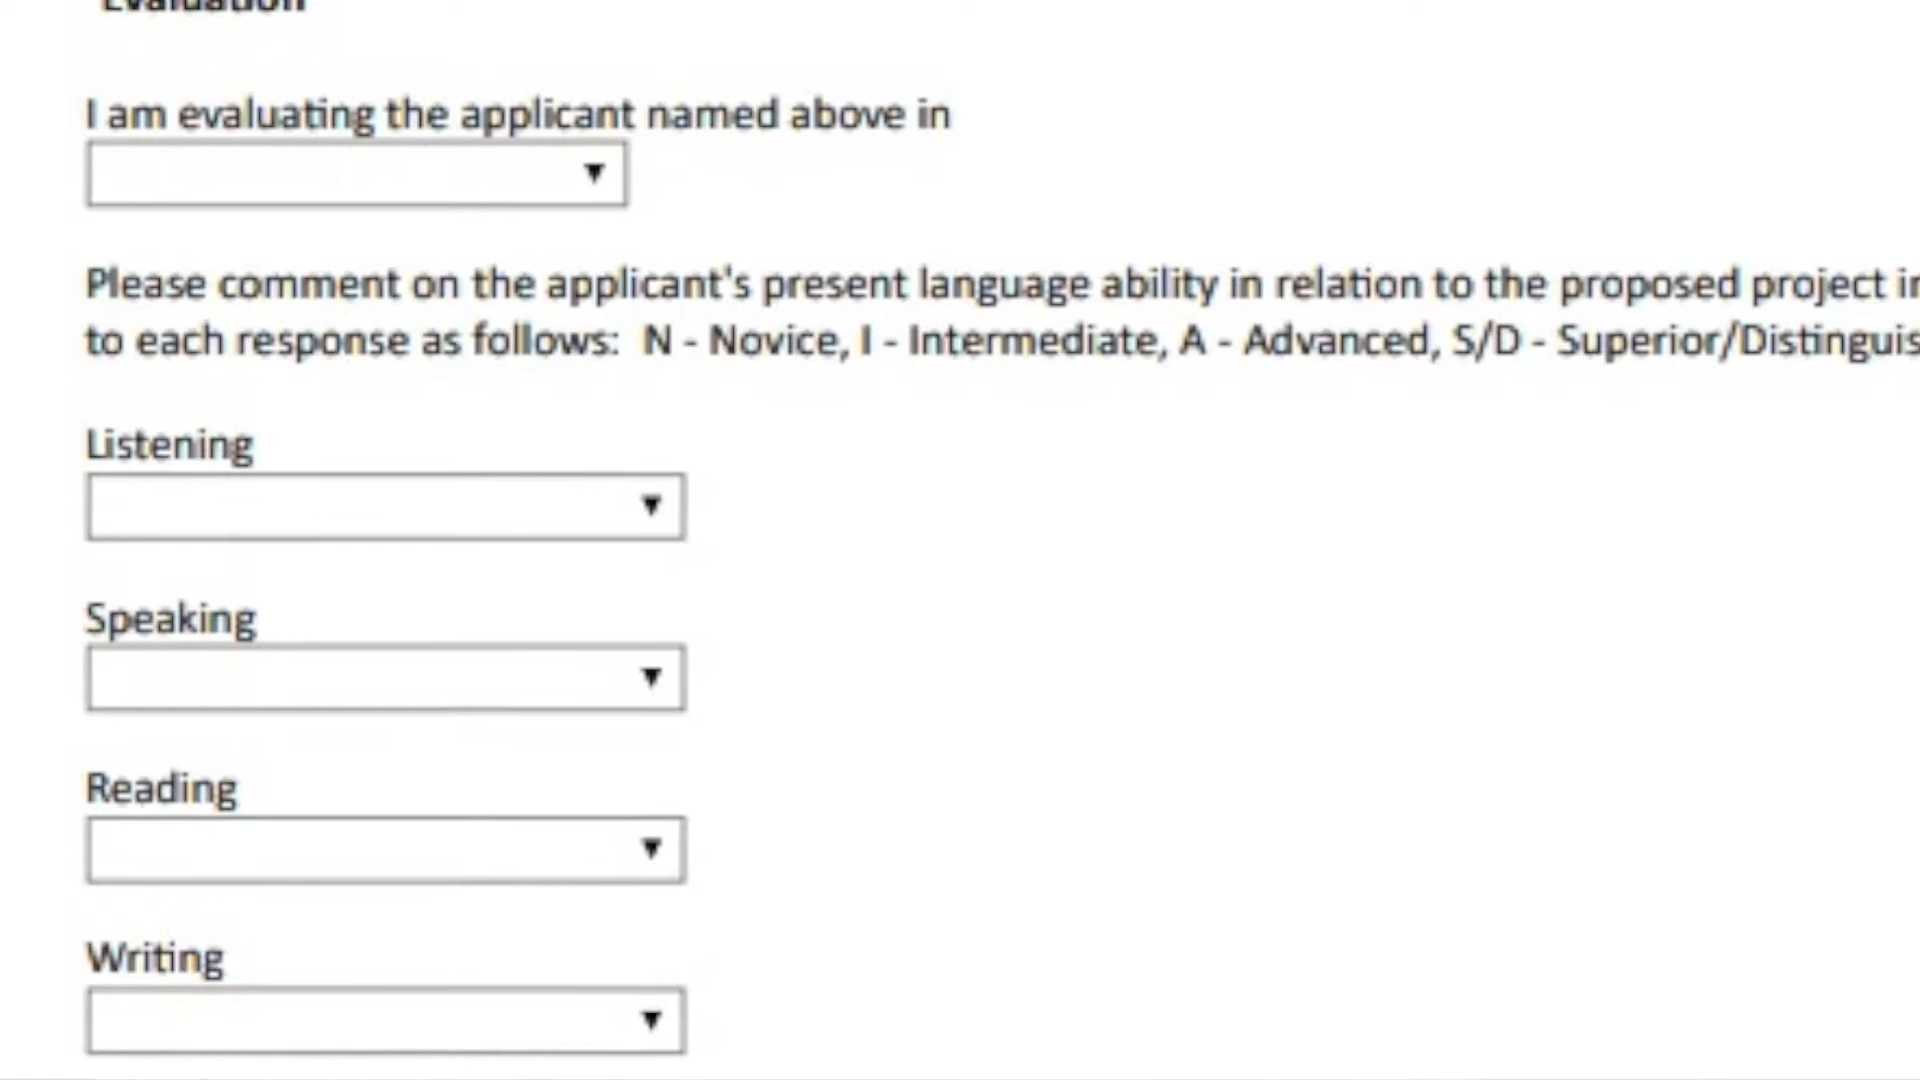 Evaluation
I am evaluating the applicant named above in
Please comment on the applicant's present language ability in relation to the proposed project
to each response as follows:  N - Novice, I - Intermediate, A - Advanced, S/D - Superior/
Listening
Speaking
Reading
Writing